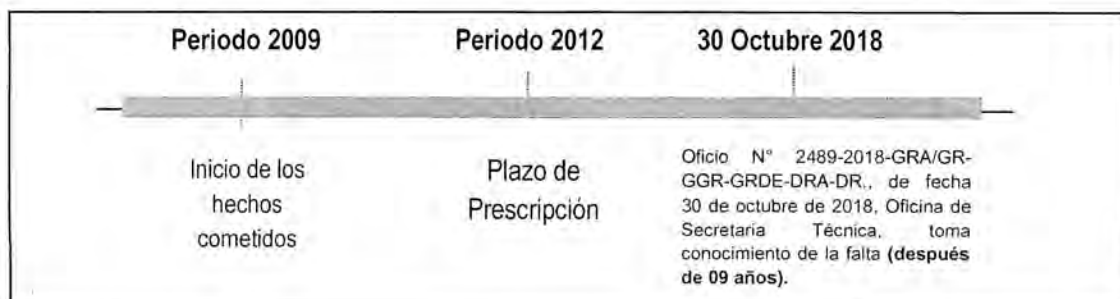 Periodo 2009
Periodo 2012
30 Octubre 2018
Inicio de los
hechos
cometidos
Plazo de
Prescripción
Oficio N° 2489-2018-GRA/GR-
GGR-GRDE-DRA-DR., de fecha
30 de octubre de 2018, Oficina de
Secretaria Técnica, toma
conocimiento de la falta (después
de 09 años).